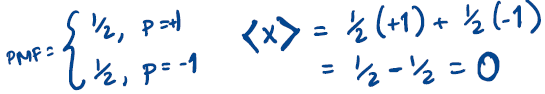 PMF = { 1/2, P=+1
1/2, P=-1
<x> = 1/2(+1) + 1/2(-1)
= 1/2 - 1/2 = 0